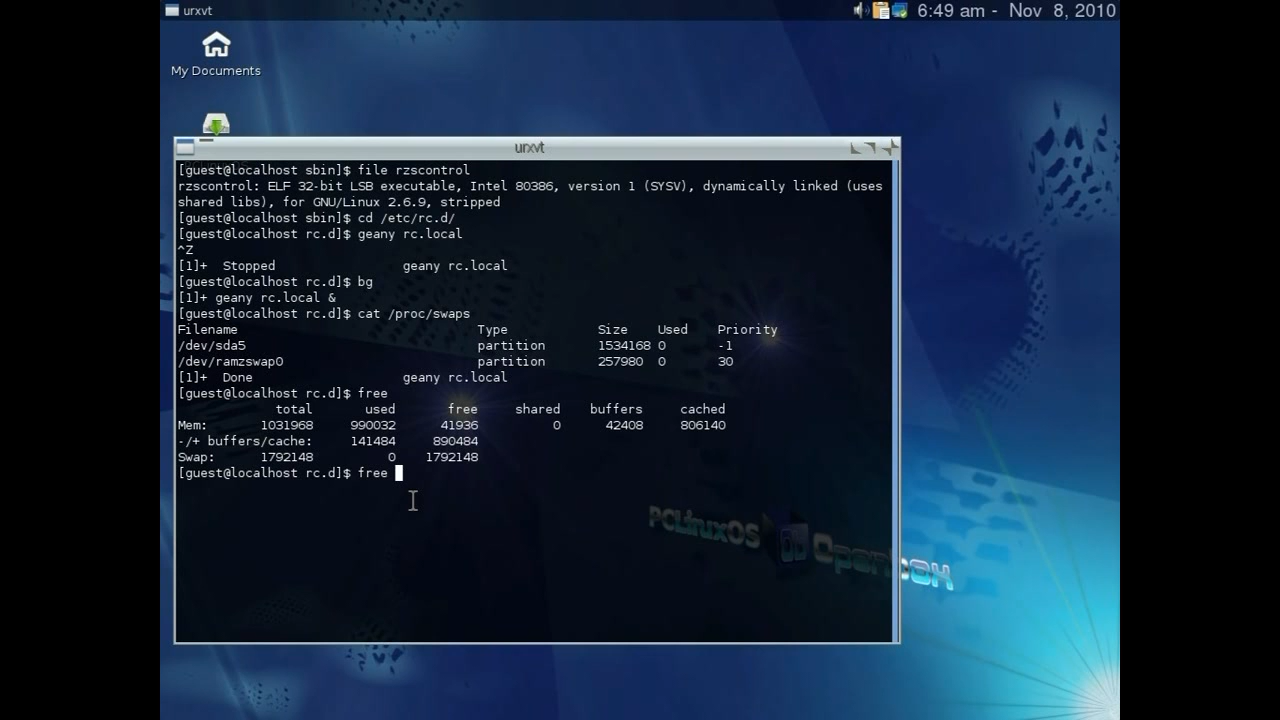 urxvt
6:49 am - Nov 8, 2010
My Documents
urxvt
[guest@localhost sbin]$ file rzscontrol
rzscontrol: ELF 32-bit LSB executable, Intel 80386, version 1 (SYSV), dynamically linked (uses
shared libs), for GNU/Linux 2.6.9, stripped
[guest@localhost sbin]$ cd /etc/rc.d/
[guest@localhost rc.d]$ geany rc.local
^Z
[1]+  Stopped                 geany rc.local
[guest@localhost rc.d]$ bg
[1]+ geany rc.local &
[guest@localhost rc.d]$ cat /proc/swaps
Filename                                Type            Size    Used    Priority
/dev/sda5                               partition       1534168 0       -1
/dev/ramzswap0                          partition       257980  0       30
[1]+  Done                    geany rc.local
[guest@localhost rc.d]$ free
             total       used       free     shared    buffers     cached
Mem:       1031968     990032      41936          0      42408     806140
-/+ buffers/cache:     141484     890484
Swap:      1792148          0    1792148
[guest@localhost rc.d]$ free
PCLinuxOS OpenBOX